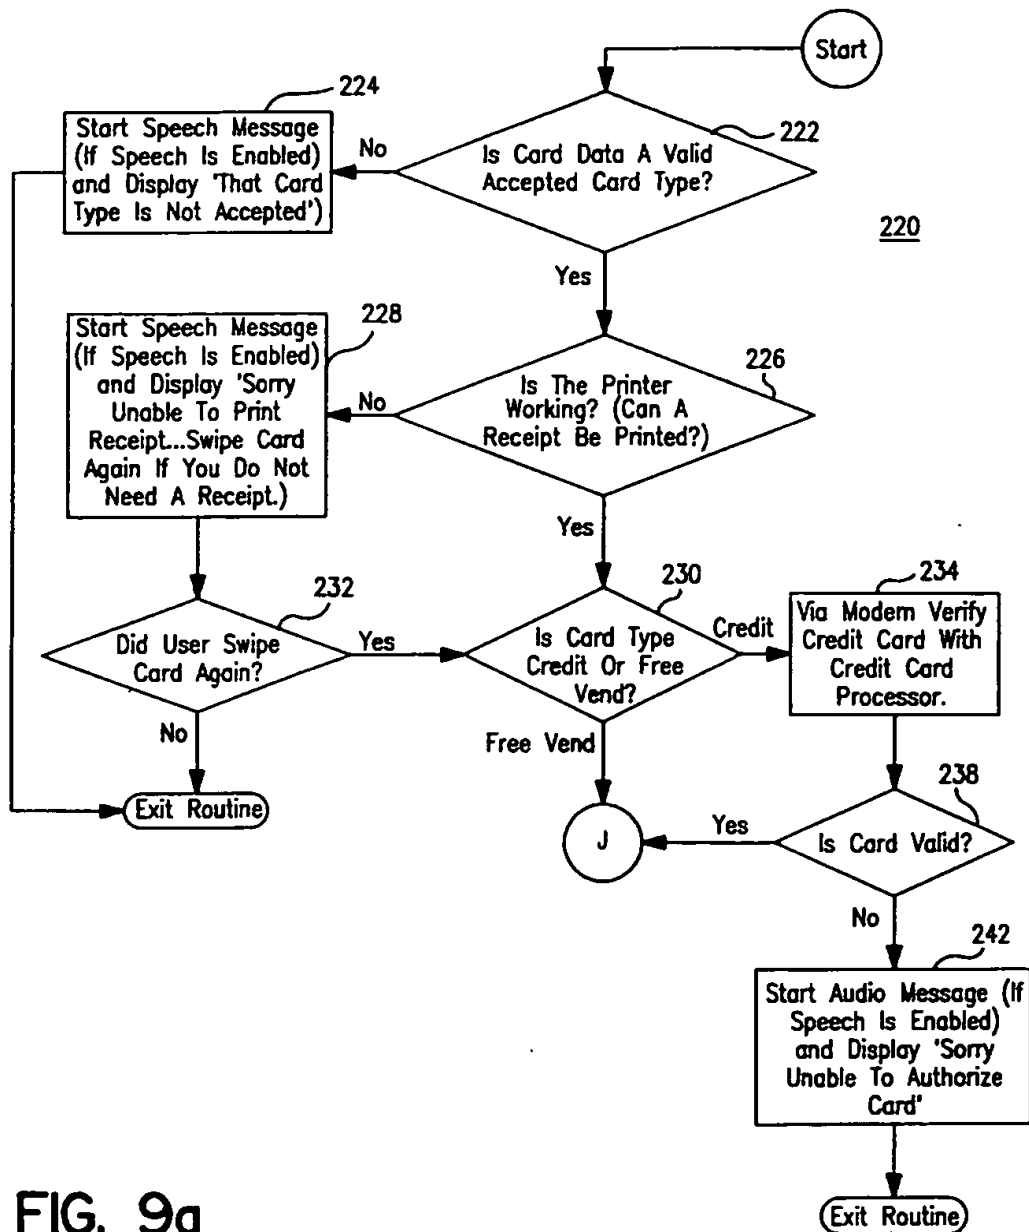 Start
224
Start Speech Message
(If Speech Is Enabled)
and Display 'That Card
Type Is Not Accepted')
No
222
Is Card Data A Valid
Accepted Card Type?
220
Yes
228
Start Speech Message
(If Speech Is Enabled)
and Display 'Sorry
Unable To Print
Receipt...Swipe Card
Again If You Do Not
Need A Receipt.)
No
226
Is The Printer
Working? (Can A
Receipt Be Printed?)
Yes
232
Did User Swipe
Card Again?
Yes
No
Exit Routine
230
Is Card Type
Credit Or Free
Vend?
Credit
Free Vend
J
234
Via Modem Verify
Credit Card With
Credit Card
Processor.
238
Is Card Valid?
Yes
No
242
Start Audio Message (If
Speech Is Enabled)
and Display 'Sorry
Unable To Authorize
Card'
Exit Routine
FIG. 9a